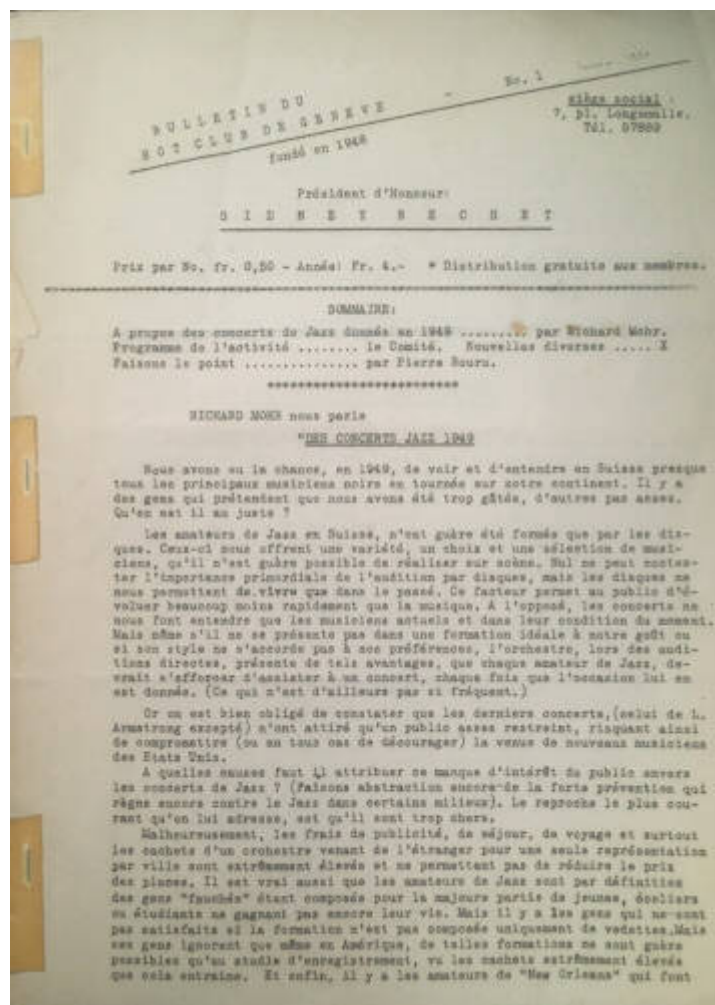 BULLETIN DU
HOT CLUB DE GENEVE
- No. 1
fondé en 1948
siège social :
7, pl. Longemalle.
Tél. 57889
Président d'Honneur:
S I D N E Y B E C H E T
Prix par No. fr. 0,50 - Année: Fr. 4.- * Distribution gratuite aux membres.
SOMMAIRE:
A propos des concerts de Jazz donnés en 1949 ........ par Richard Mohr.
Programme de l'activité ........ le Comité. Nouvelles diverses ..... X
Faisons le point ............... par Pierre Bouru.
*************************
RICHARD MOHR nous parle
"DES CONCERTS JAZZ 1949
Nous avons eu la chance, en 1949, de voir et d'entendre en Suisse presque
tous les principaux musiciens noirs en tournée sur notre continent. Il y a
des gens qui prétendent que nous avons été trop gâtés, d'autres pas assez.
Qu'en est il au juste ?
Les amateurs de Jazz en Suisse, n'ont guère été formés que par les dis-
ques. Ceux-ci nous offrent une variété, un choix et une sélection de musi-
ciens, qu'il n'est guère possible de réaliser sur scène. Nul ne peut contes-
ter l'importance primordiale de l'audition par disques, mais les disques ne
nous permettent de vivre que dans le passé. Ce facteur permet au public d'é-
voluer beaucoup moins rapidement que la musique. A l'opposé, les concerts ne
nous font entendre que les musiciens actuels et dans leur condition du moment.
Mais même s'il ne se présente pas dans une formation idéale à notre goût ou
si son style ne s'accorde pas à nos préférences, l'orchestre, lors des audi-
tions directes, présente de tels avantages, que chaque amateur de Jazz, de-
vrait s'efforcer d'assister à un concert, chaque fois que l'occasion lui en
est donnée. (Ce qui n'est d'ailleurs pas si fréquent.)
Or on est bien obligé de constater que les derniers concerts,(celui de L.
Armstrong excepté) n'ont attiré qu'un public assez restreint, risquant ainsi
de compromettre (ou en tous cas de décourager) la venue de nouveaux musiciens
des Etats Unis.
A quelles causes faut il attribuer ce manque d'intérêt du public envers
les concerts de Jazz ? (Faisons abstraction encore de la forte prévention qui
règne encore contre le Jazz dans certains milieux). Le reproche le plus cou-
rant qu'on lui adresse, est qu'il sont trop chers.
Malheureusement, les frais de publicité, de séjour, de voyage et surtout
les cachets d'un orchestre venant de l'étranger pour une seule représentation
par ville sont extrêmement élevés et ne permettant pas de réduire le prix
des places. Il est vrai aussi que les amateurs de Jazz sont par définition
des gens "fauchés" étant composés pour la majeure partie de jeunes, écoliers
ou étudiants ne gagnant pas encore leur vie. Mais il y a les gens qui ne sont
pas satisfaits si la formation n'est pas composée uniquement de vedettes.Mais
ces gens ignorent que même en Amérique, de telles formations ne sont guère
possibles qu'au studio d'enregistrement, vu les cachets extrêmement élevés
que cela entraine. Et enfin, il y a les amateurs de "New Orleans" qui font